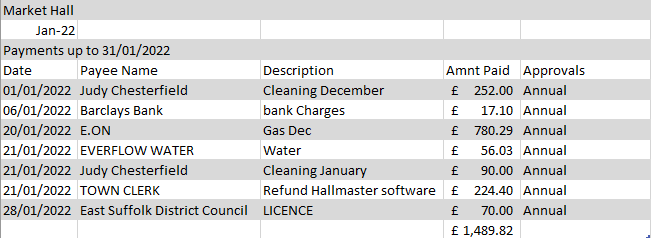 Market Hall
Jan-22
Payments up to 31/01/2022
Date Payee Name Description Amnt Paid Approvals
01/01/2022 Judy Chesterfield Cleaning December £ 252.00 Annual
06/01/2022 Barclays Bank bank Charges £ 17.10 Annual
20/01/2022 E.ON Gas Dec £ 780.29 Annual
21/01/2022 EVERFLOW WATER Water £ 56.03 Annual
21/01/2022 Judy Chesterfield Cleaning January £ 90.00 Annual
21/01/2022 TOWN CLERK Refund Hallmaster software £ 224.40 Annual
28/01/2022 East Suffolk District Council LICENCE £ 70.00 Annual
£ 1,489.82